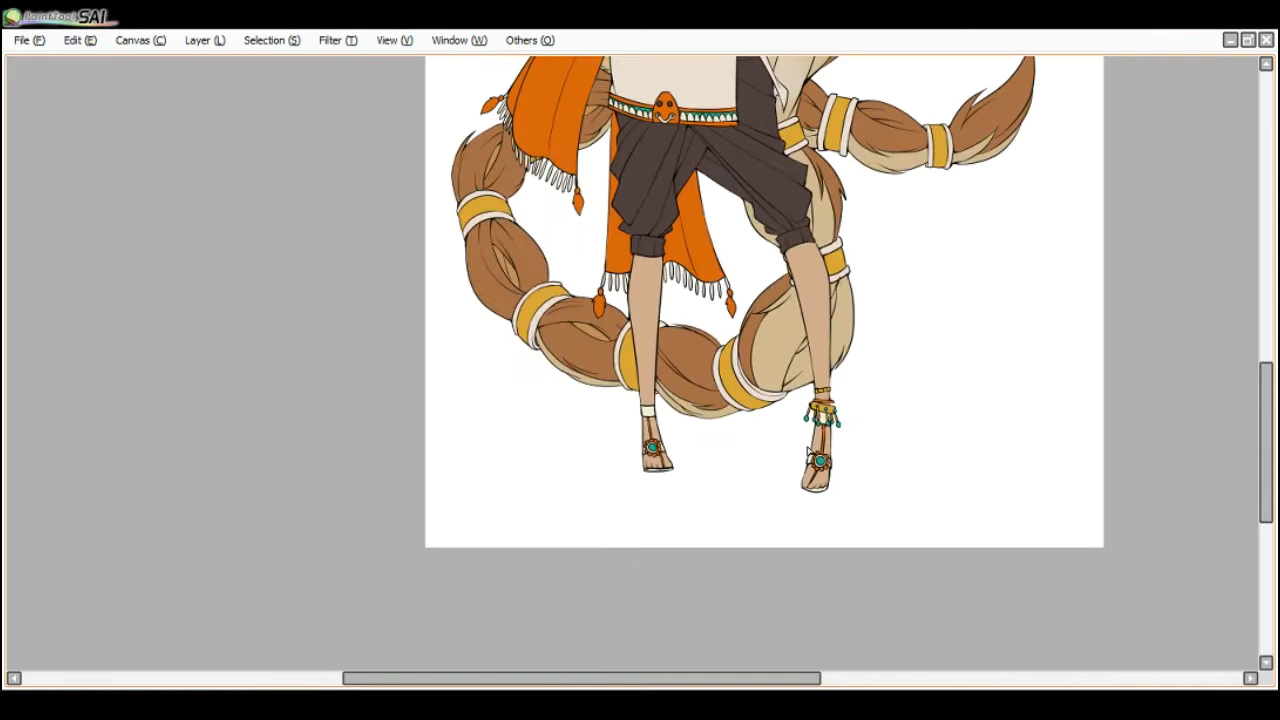 PaintTool SAI
File (F) Edit (E) Canvas (C) Layer (L) Selection (S) Filter (T) View (V) Window (W) Others (O)